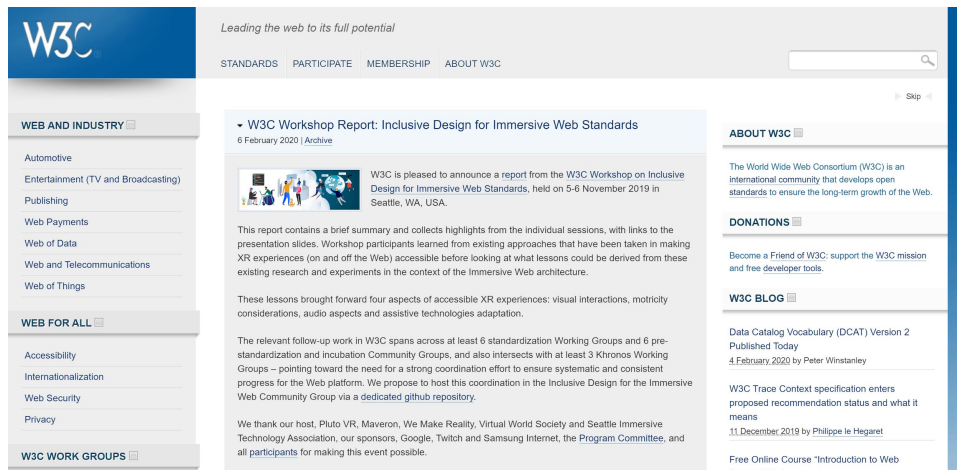 W3C
Leading the web to its full potential
STANDARDS PARTICIPATE MEMBERSHIP ABOUT W3C
Skip
WEB AND INDUSTRY
Automotive
Entertainment (TV and Broadcasting)
Publishing
Web Payments
Web of Data
Web and Telecommunications
Web of Things
WEB FOR ALL
Accessibility
Internationalization
Web Security
Privacy
W3C WORK GROUPS
W3C Workshop Report: Inclusive Design for Immersive Web Standards
6 February 2020 | Archive
W3C is pleased to announce a report from the W3C Workshop on Inclusive
Design for Immersive Web Standards, held on 5-6 November 2019 in
Seattle, WA, USA.
This report contains a brief summary and collects highlights from the individual sessions, with links to the
presentation slides. Workshop participants learned from existing approaches that have been taken in making
XR experiences (on and off the Web) accessible before looking at what lessons could be derived from these
existing research and experiments in the context of the Immersive Web architecture.
These lessons brought forward four aspects of accessible XR experiences: visual interactions, motricity
considerations, audio aspects and assistive technologies adaptation.
The relevant follow-up work in W3C spans across at least 6 standardization Working Groups and 6 pre-
standardization and incubation Community Groups, and also intersects with at least 3 Khronos Working
Groups – pointing toward the need for a strong coordination effort to ensure systematic and consistent
progress for the Web platform. We propose to host this coordination in the Inclusive Design for the Immersive
Web Community Group via a dedicated github repository.
We thank our host, Pluto VR, Maveron, We Make Reality, Virtual World Society and Seattle Immersive
Technology Association, our sponsors, Google, Twitch and Samsung Internet, the Program Committee, and
all participants for making this event possible.
ABOUT W3C
The World Wide Web Consortium (W3C) is an
international community that develops open
standards to ensure the long-term growth of the Web.
DONATIONS
Become a Friend of W3C: support the W3C mission
and free developer tools.
W3C BLOG
Data Catalog Vocabulary (DCAT) Version 2
Published Today
4 February 2020 by Peter Winstanley
W3C Trace Context specification enters
proposed recommendation status and what it
means
11 December 2019 by Philippe le Hegaret
Free Online Course “Introduction to Web